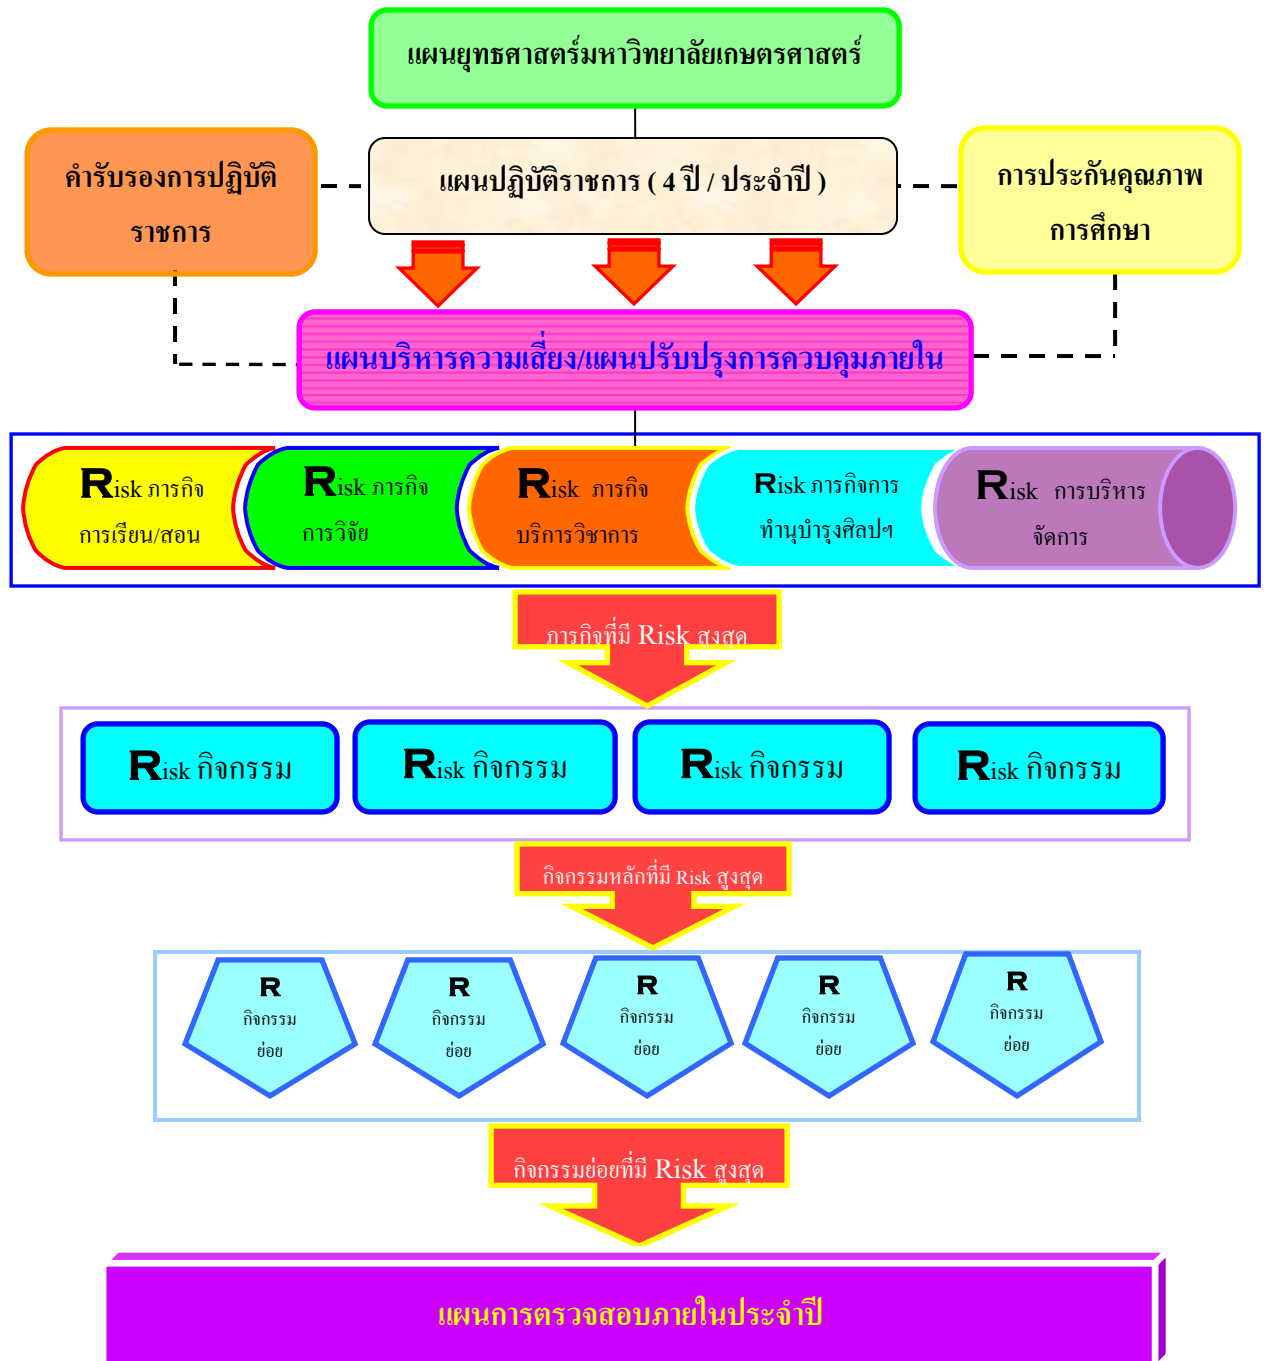 แผนยุทธศาสตร์มหาวิทยาลัยเกษตรศาสตร์
คำรับรองการปฏิบัติ
ราชการ
แผนปฏิบัติราชการ ( 4 ปี / ประจำปี )
การประกันคุณภาพ
การศึกษา
แผนบริหารความเสี่ยง/แผนปรับปรุงการควบคุมภายใน
Risk ภารกิจ
การเรียน/สอน
Risk ภารกิจ
การวิจัย
Risk ภารกิจ
บริการวิชาการ
Risk ภารกิจการ
ทำนุบำรุงศิลปฯ
Risk การบริหาร
จัดการ
ภารกิจที่มี Risk สูงสุด
Risk กิจกรรม
Risk กิจกรรม
Risk กิจกรรม
Risk กิจกรรม
กิจกรรมหลักที่มี Risk สูงสุด
R
กิจกรรม
ย่อย
R
กิจกรรม
ย่อย
R
กิจกรรม
ย่อย
R
กิจกรรม
ย่อย
R
กิจกรรม
ย่อย
กิจกรรมย่อยที่มี Risk สูงสุด
แผนการตรวจสอบภายในประจำปี